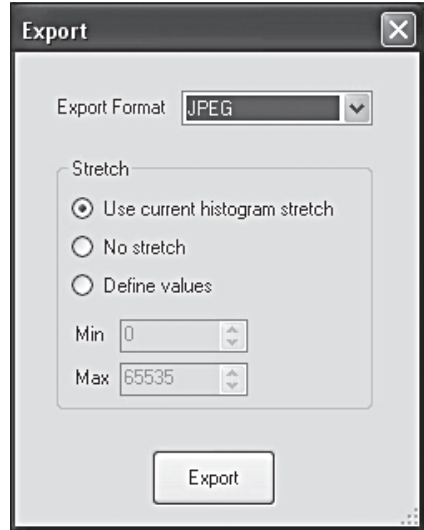 Export
Export Format JPEG
Stretch
Use current histogram stretch
No stretch
Define values
Min 0
Max 65535
Export